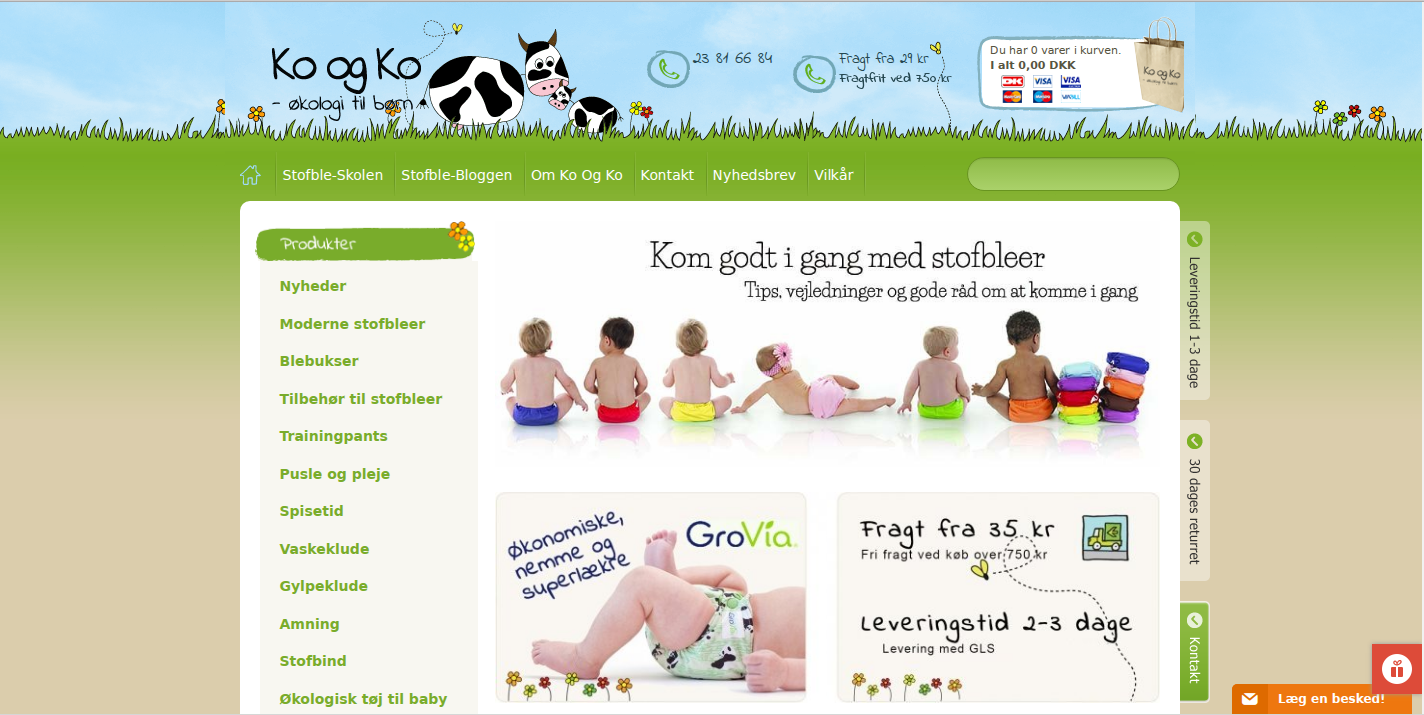 Ko og Ko
- økologi til børn
23 81 66 84
Fragt fra 29 kr
Fragtfrit ved 750 kr
Du har 0 varer i kurven.
I alt 0,00 DKK
DK VISA VISA
Ko og Ko
Stofble-Skolen
Stofble-Bloggen
Om Ko Og Ko
Kontakt
Nyhedsbrev
Vilkår
Produkter
Nyheder
Moderne stofbleer
Blebukser
Tilbehør til stofbleer
Trainingpants
Pusle og pleje
Spisetid
Vaskeklude
Gylpeklude
Amning
Stofbind
Økologisk tøj til baby
Kom godt i gang med stofbleer
Tips, vejledninger og gode råd om at komme i gang
Økonomiske,
nemme og
superlækre
GroVia
GroVia
Fragt fra 35 kr
Fri fragt ved køb over 750 kr
Leveringstid 2-3 dage
Levering med GLS
Leveringstid 1-3 dage
30 dages returret
Kontakt
Læg en besked!